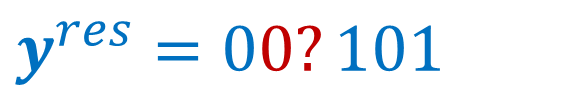 y^res = 00? 101